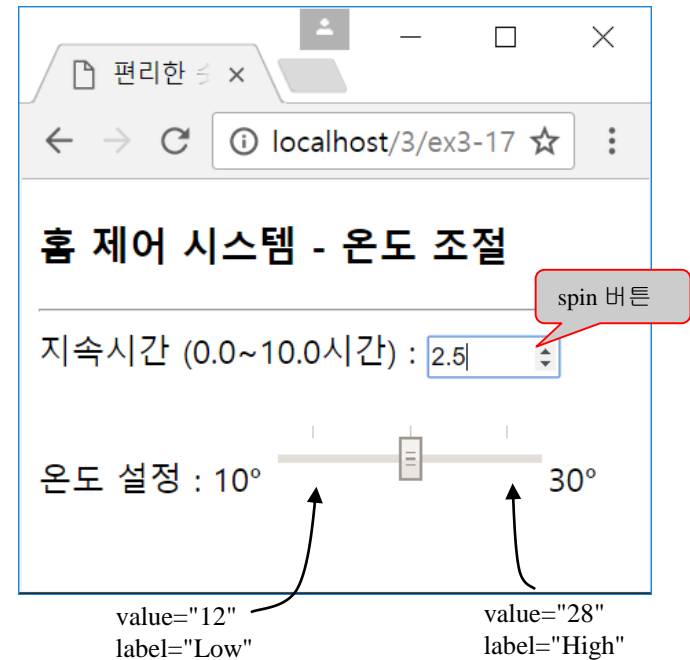 편리한
localhost/3/ex3-17
홈 제어 시스템 - 온도 조절
spin 버튼
지속시간 (0.0~10.0시간) : 2.5
온도 설정 : 10° 30°
value="12"
label="Low"
value="28"
label="High"